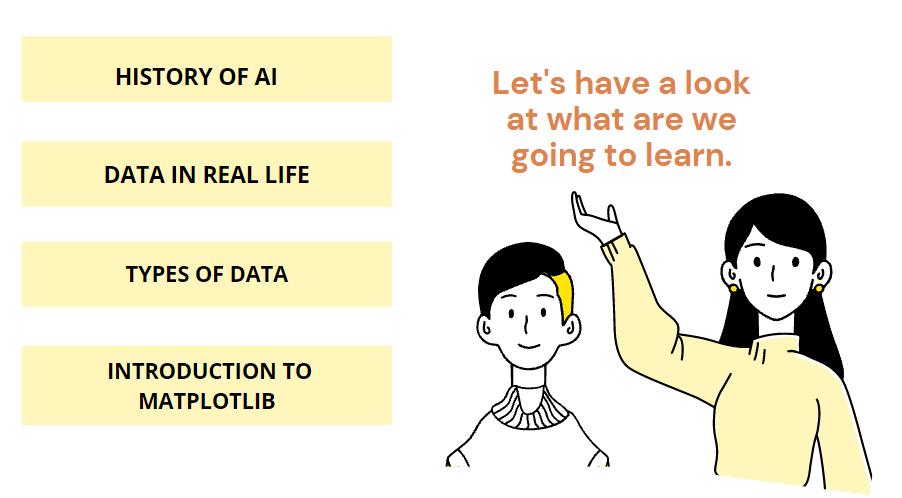 HISTORY OF AI
DATA IN REAL LIFE
TYPES OF DATA
INTRODUCTION TO
MATPLOTLIB
Let's have a look
at what are we
going to learn.